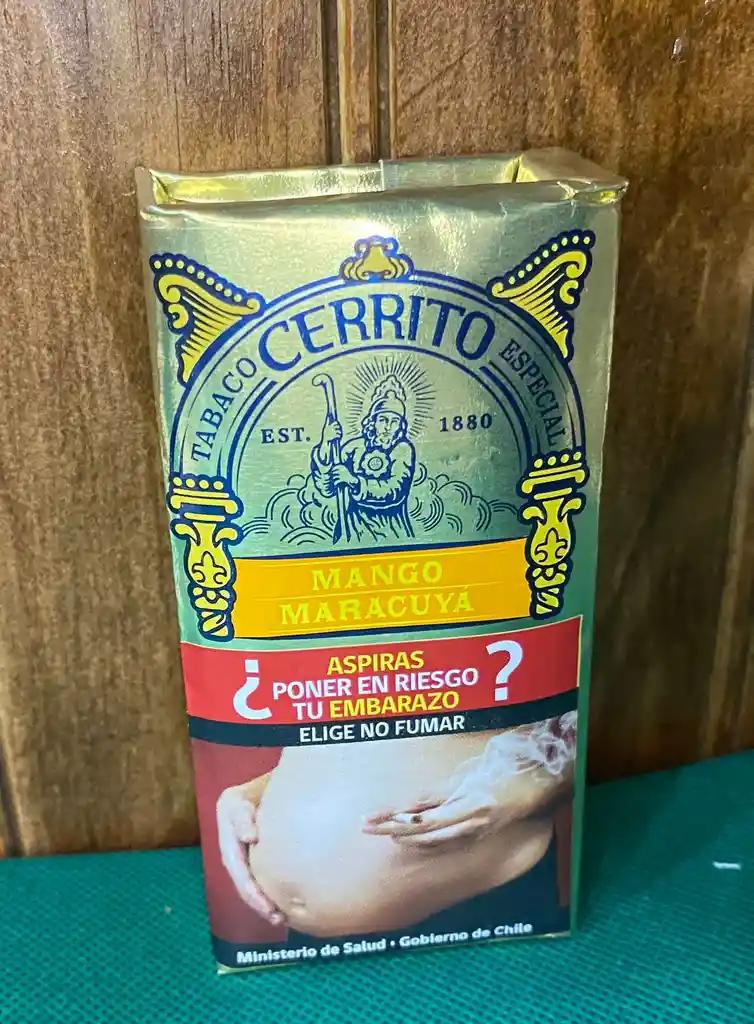 TABACO CERRITO ESPECIAL
EST. 1880
MANGO
MARACUYÁ
¿ASPIRAS
PONER EN RIESGO
TU EMBARAZO?
ELIGE NO FUMAR
Ministerio de Salud • Gobierno de Chile